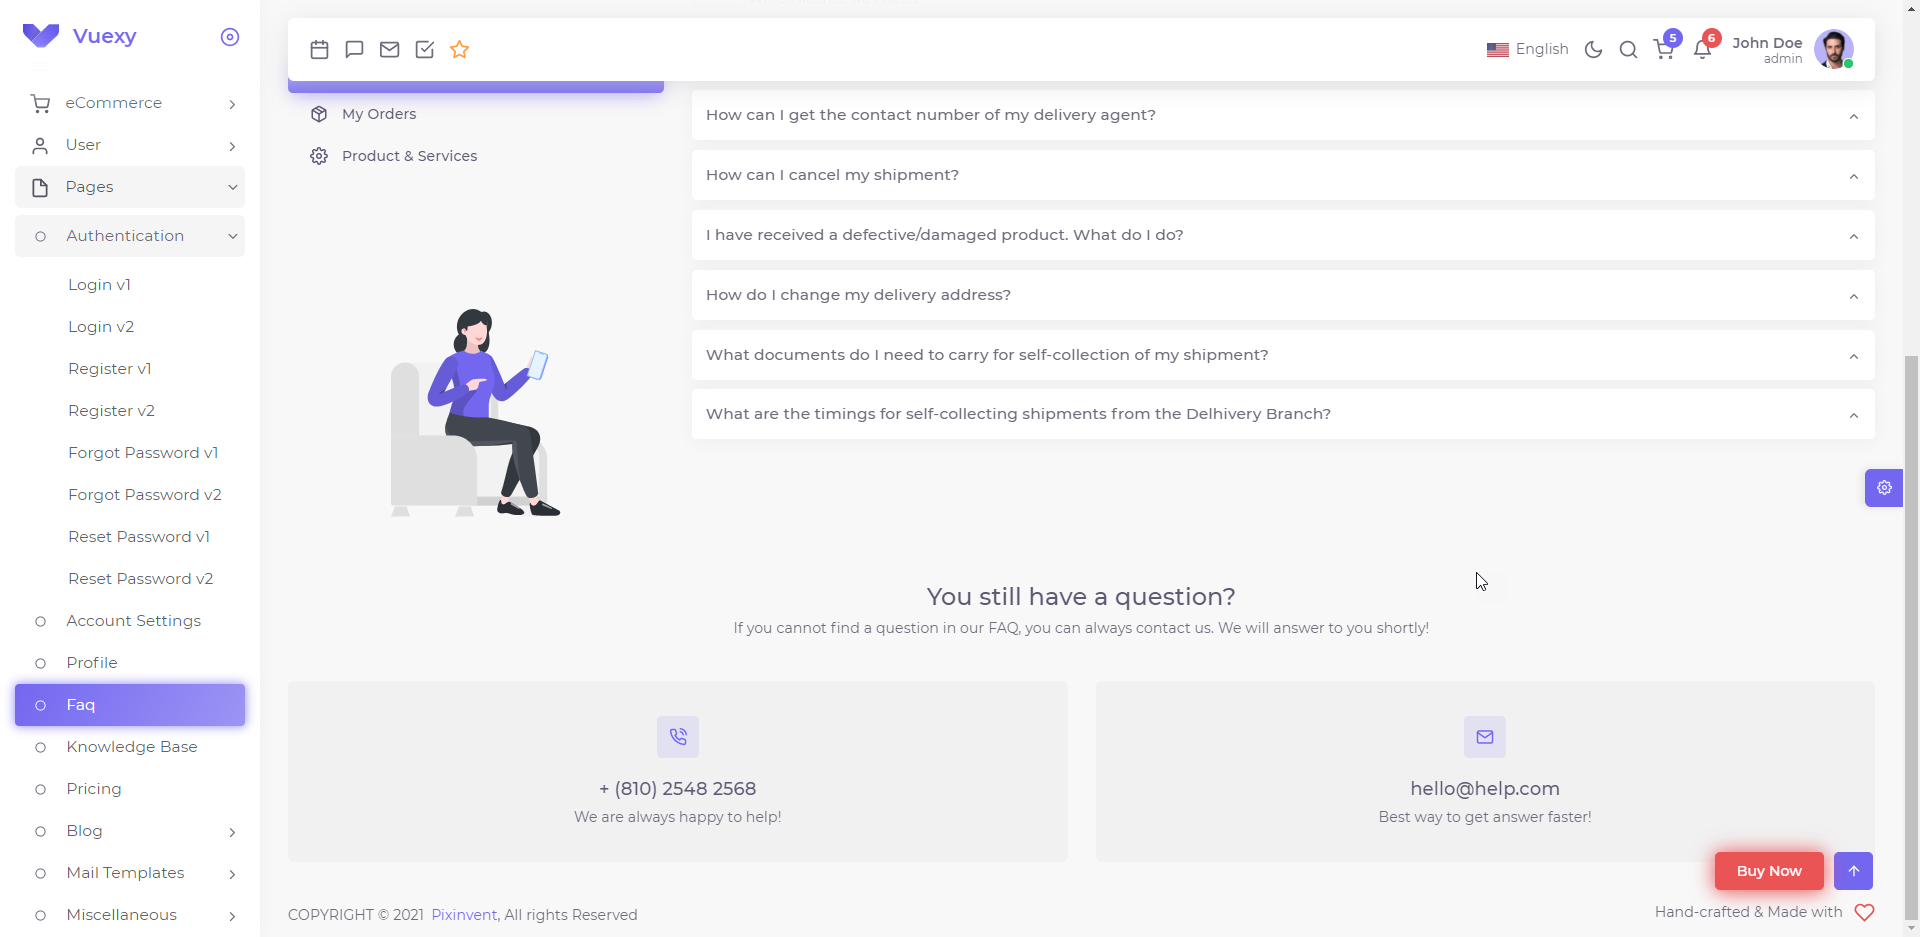 Vuexy
eCommerce
User
Pages
Authentication
Login v1
Login v2
Register v1
Register v2
Forgot Password v1
Forgot Password v2
Reset Password v1
Reset Password v2
Account Settings
Profile
Faq
Knowledge Base
Pricing
Blog
Mail Templates
Miscellaneous
English
5
6
John Doe
admin
My Orders
Product & Services
How can I get the contact number of my delivery agent?
How can I cancel my shipment?
I have received a defective/damaged product. What do I do?
How do I change my delivery address?
What documents do I need to carry for self-collection of my shipment?
What are the timings for self-collecting shipments from the Delhivery Branch?
You still have a question?
If you cannot find a question in our FAQ, you can always contact us. We will answer to you shortly!
+ (810) 2548 2568
We are always happy to help!
hello@help.com
Best way to get answer faster!
Buy Now
COPYRIGHT © 2021 Pixinvent, All rights Reserved
Hand-crafted & Made with